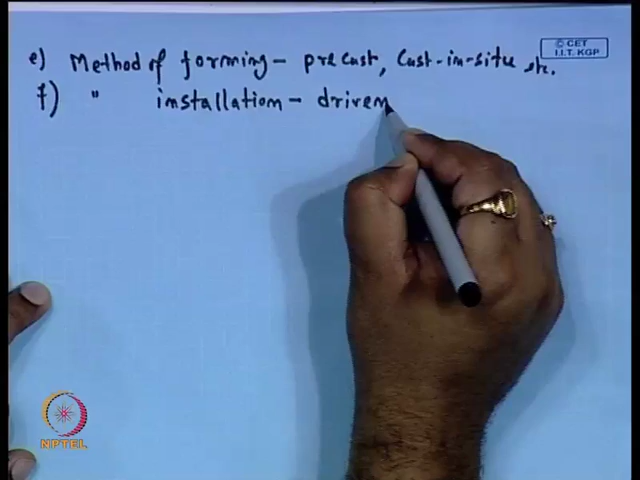 © CET
I.I.T. KGP
e) Method of forming - precast, Cast-in-situ etc.
f) " installation - driven
NPTEL